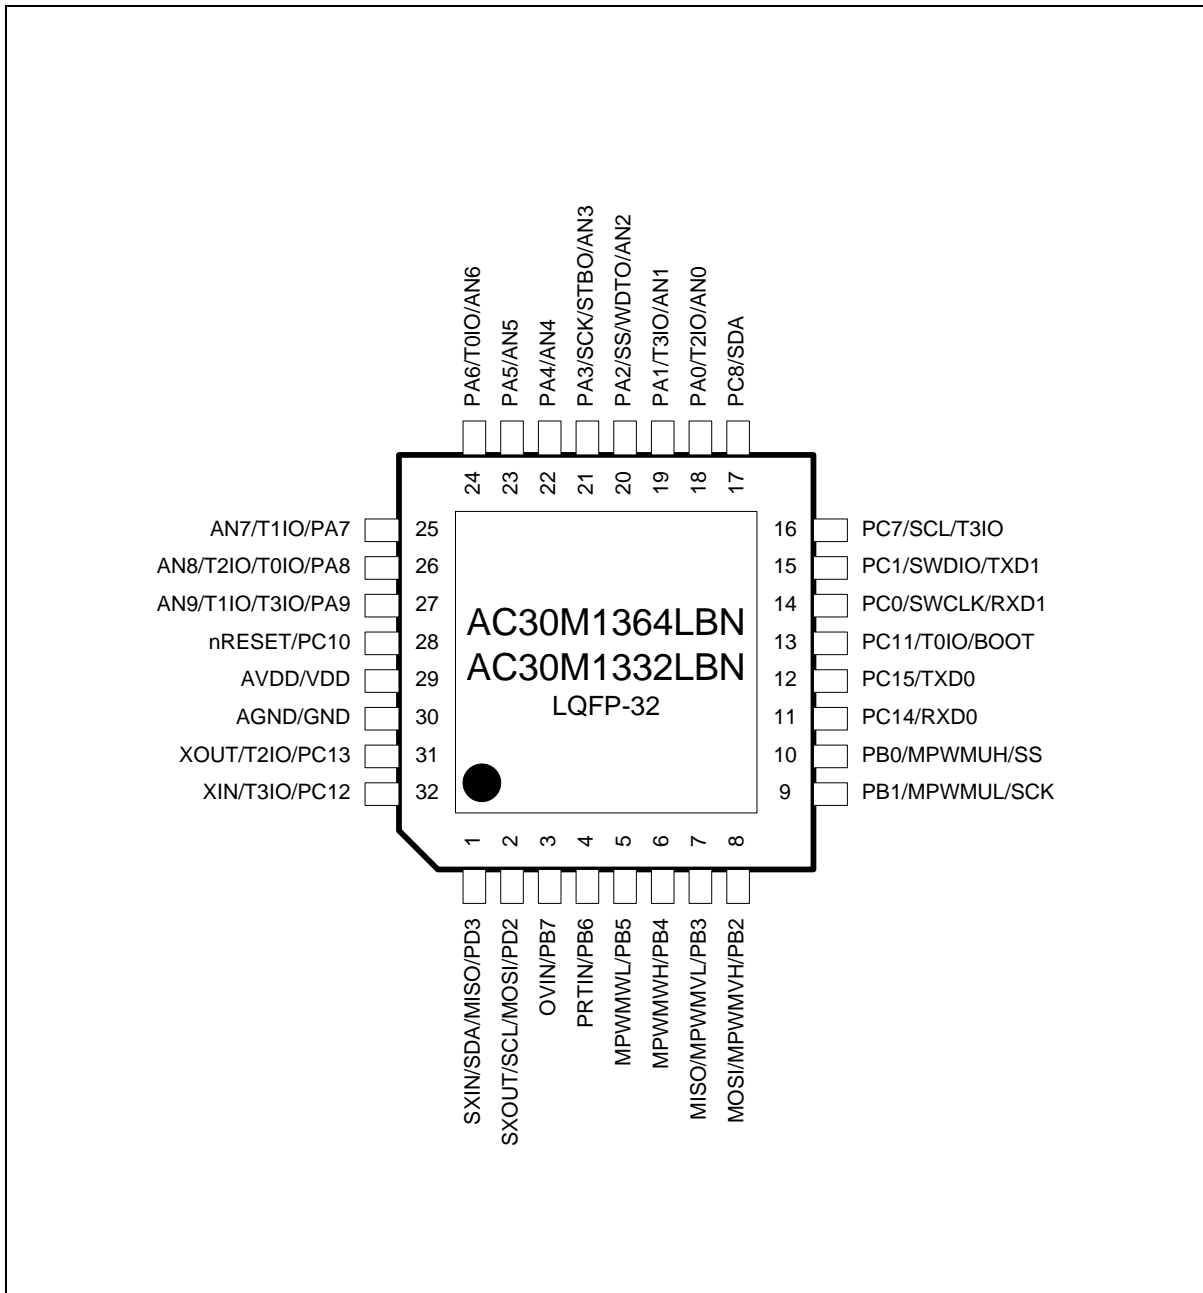 PA6/T0IO/AN6
PA5/AN5
PA4/AN4
PA3/SCK/STBO/AN3
PA2/SS/WDTO/AN2
PA1/T3IO/AN1
PA0/T2IO/AN0
PC8/SDA
24
23
22
21
20
19
18
17
AN7/T1IO/PA7
25
AN8/T2IO/T0IO/PA8
26
AN9/T1IO/T3IO/PA9
27
nRESET/PC10
28
AVDD/VDD
29
AGND/GND
30
XOUT/T2IO/PC13
31
XIN/T3IO/PC12
32
AC30M1364LBN
AC30M1332LBN
LQFP-32
16
PC7/SCL/T3IO
15
PC1/SWDIO/TXD1
14
PC0/SWCLK/RXD1
13
PC11/T0IO/BOOT
12
PC15/TXD0
11
PC14/RXD0
10
PB0/MPWMUH/SS
9
PB1/MPWMUL/SCK
1
2
3
4
5
6
7
8
SXIN/SDA/MISO/PD3
SXOUT/SCL/MOSI/PD2
OVIN/PB7
PRTIN/PB6
MPWMWL/PB5
MPWMWH/PB4
MISO/MPWMVL/PB3
MOSI/MPWMVH/PB2